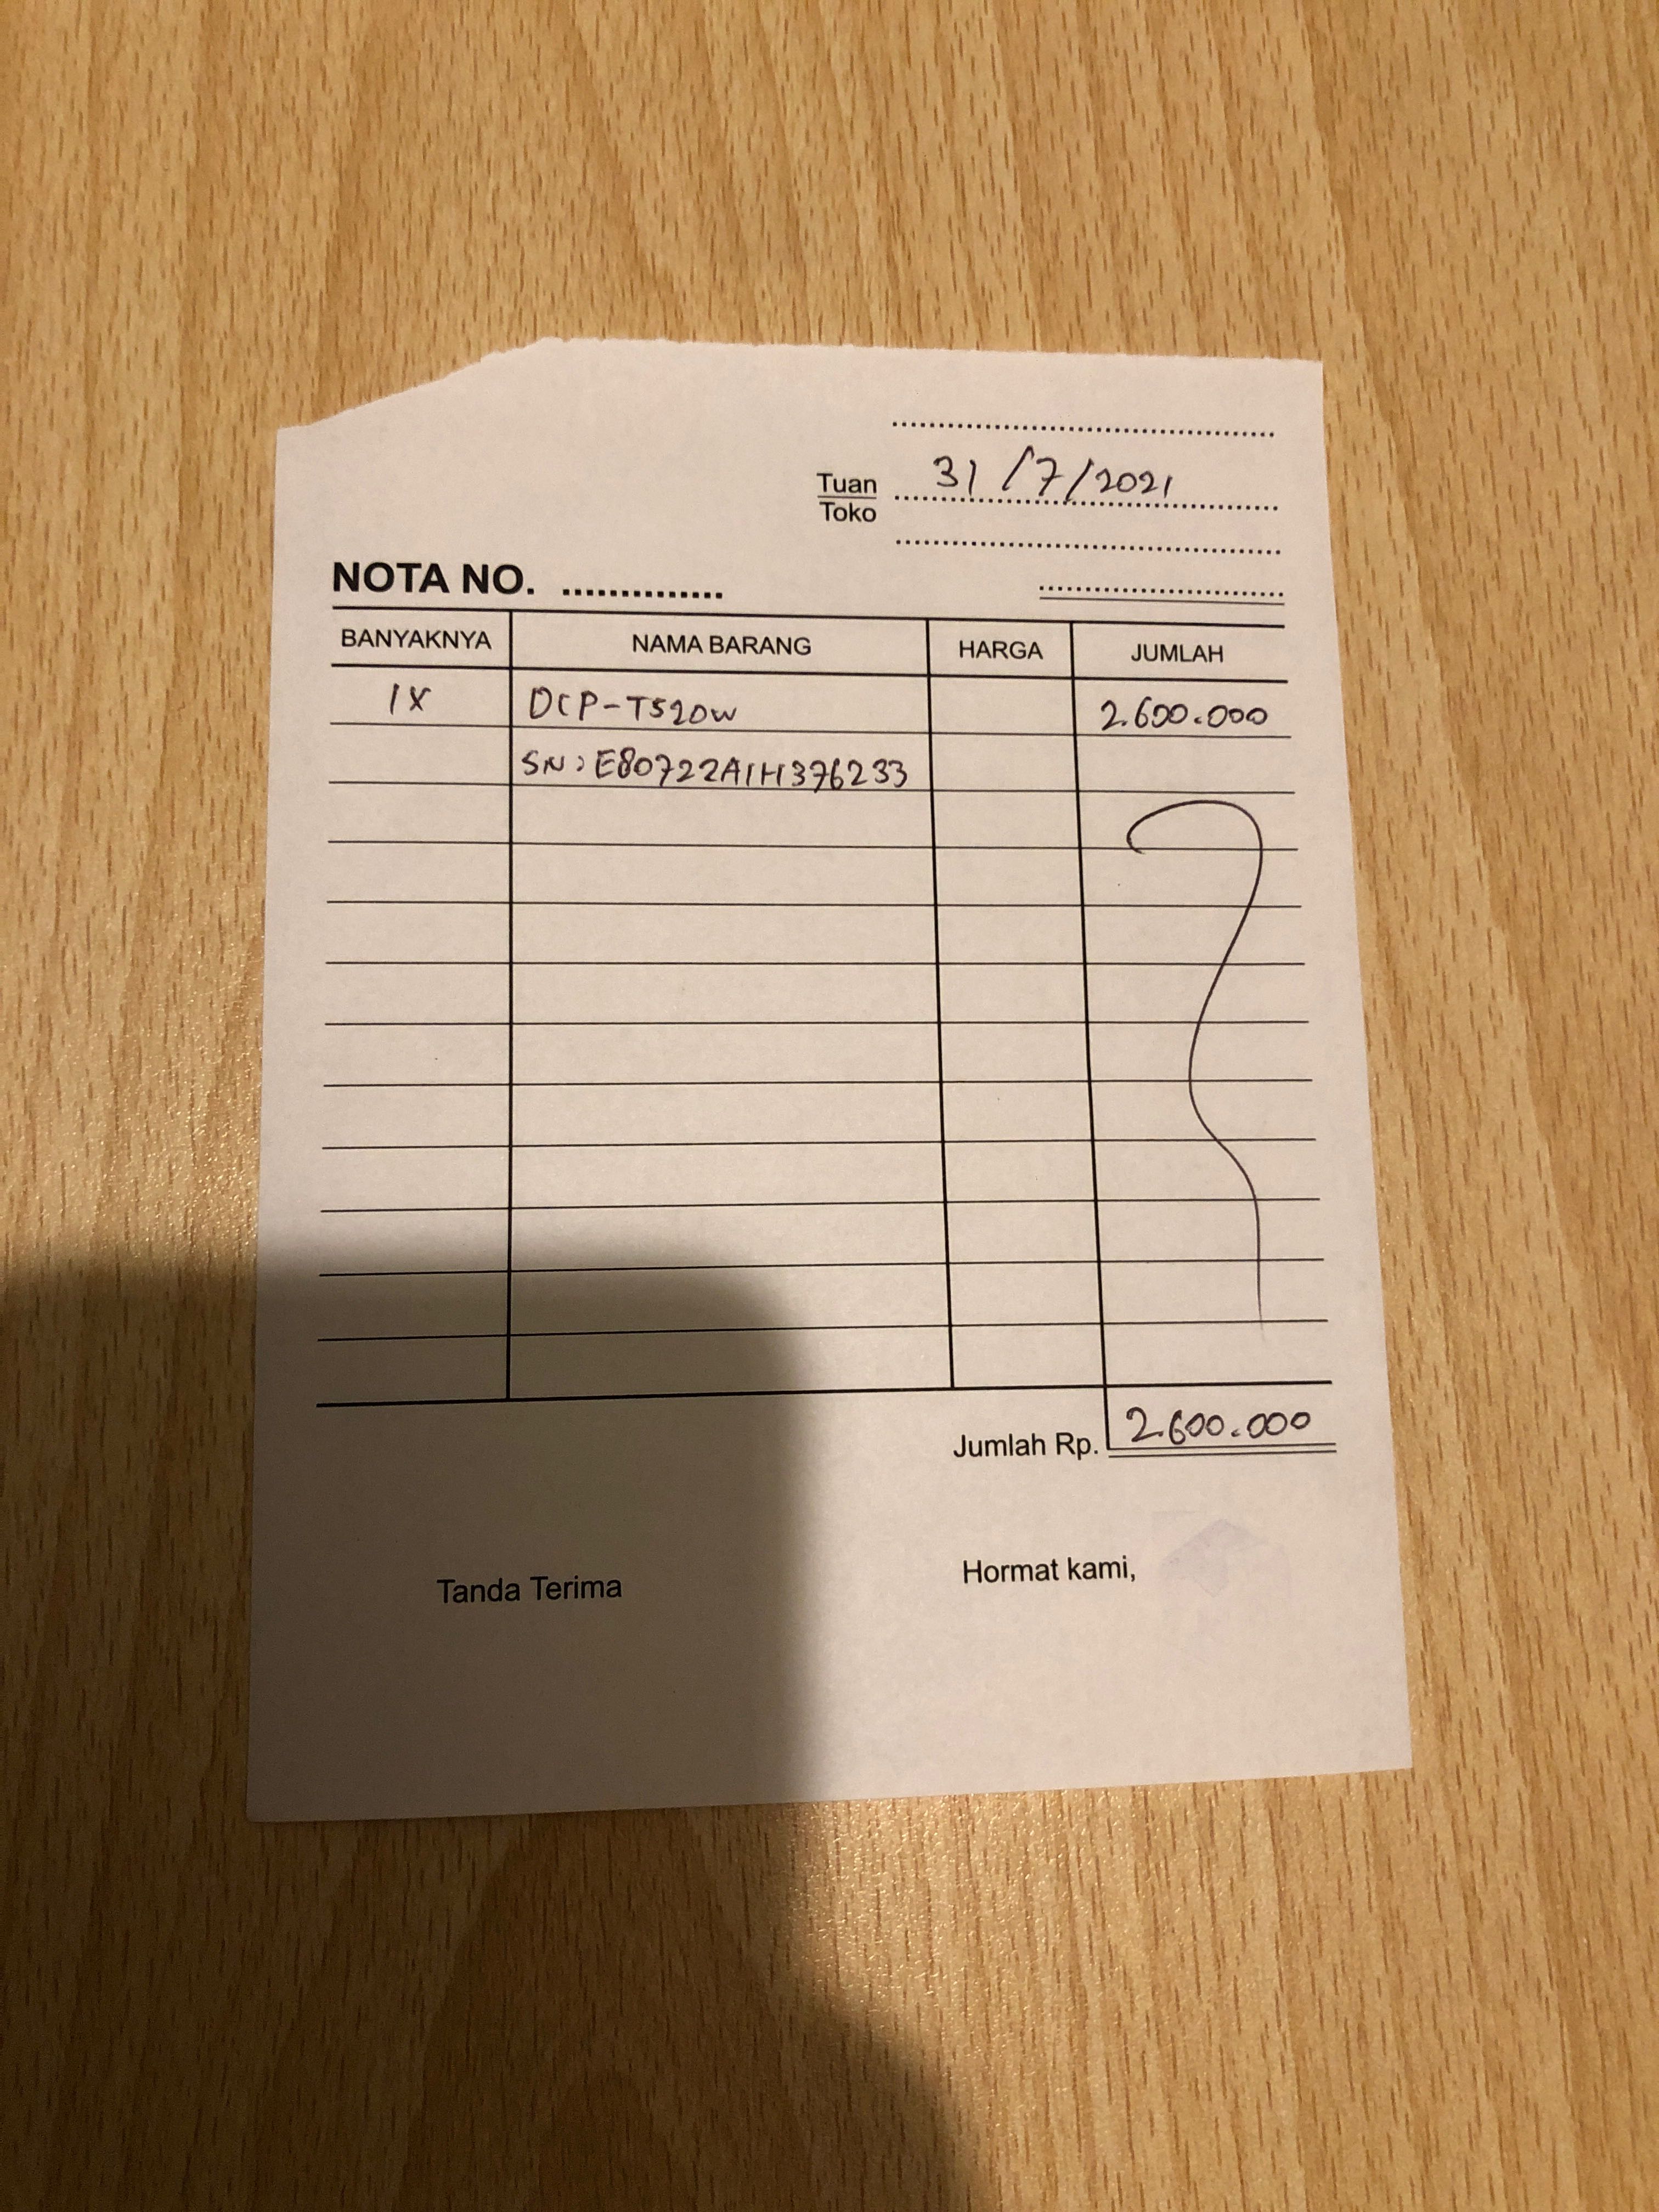 31/7/2021
Tuan
Toko
NOTA NO.
BANYAKNYA NAMA BARANG HARGA JUMLAH
1X DCP-T520W 2.600.000
SN: E80722A1H376233
Jumlah Rp. 2.600.000
Tanda Terima Hormat kami,